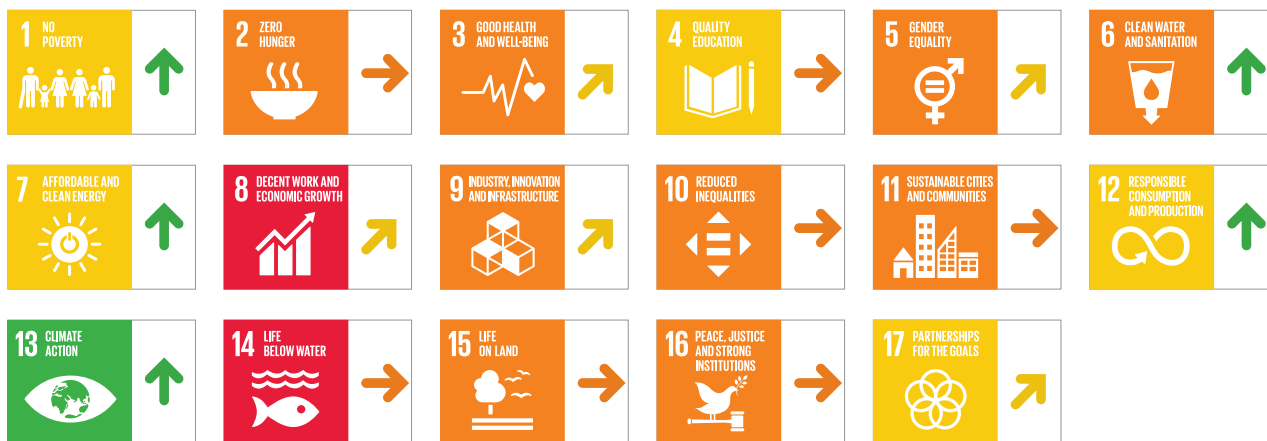 1 NO
POVERTY
2 ZERO
HUNGER
3 GOOD HEALTH
AND WELL-BEING
4 QUALITY
EDUCATION
5 GENDER
EQUALITY
6 CLEAN WATER
AND SANITATION
7 AFFORDABLE AND
CLEAN ENERGY
8 DECENT WORK AND
ECONOMIC GROWTH
9 INDUSTRY, INNOVATION
AND INFRASTRUCTURE
10 REDUCED
INEQUALITIES
11 SUSTAINABLE CITIES
AND COMMUNITIES
12 RESPONSIBLE
CONSUMPTION
AND PRODUCTION
13 CLIMATE
ACTION
14 LIFE
BELOW WATER
15 LIFE
ON LAND
16 PEACE, JUSTICE
AND STRONG
INSTITUTIONS
17 PARTNERSHIPS
FOR THE GOALS